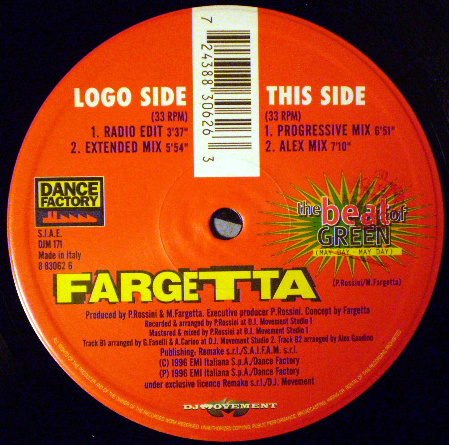 7 24388 30626 3
LOGO SIDE
(33 RPM)
1. RADIO EDIT 3'37"
2. EXTENDED MIX 5'54"
THIS SIDE
(33 RPM)
1. PROGRESSIVE MIX 6'51"
2. ALEX MIX 7'10"
DANCE
FACTORY
S.I.A.E.
DJM 171
Made in Italy
8 83062 6
the beat of
GREEN
(MAY DAY - MAY DAY)
FARGETTA
(P.Rossini/M.Fargetta)
Produced by P.Rossini & M.Fargetta. Executive producer P.Rossini. Concept by Fargetta
Recorded & arranged by P.Rossini at D.J. Movement Studio 1
Mastered & mixed by P.Rossini at D.J. Movement Studio 1
Track B1 arranged by G.Fanelli & A.Carino at D.J. Movement Studio 2. Track B2 arranged by Alex Gaudino
Publishing: Remake s.r.l./S.A.I.F.A.M. s.r.l.
(C) 1996 EMI Italiana S.p.A./Dance Factory
(P) 1996 EMI Italiana S.p.A./Dance Factory
under exclusive licence Remake s.r.l./D.J. Movement
DJ MOVEMENT